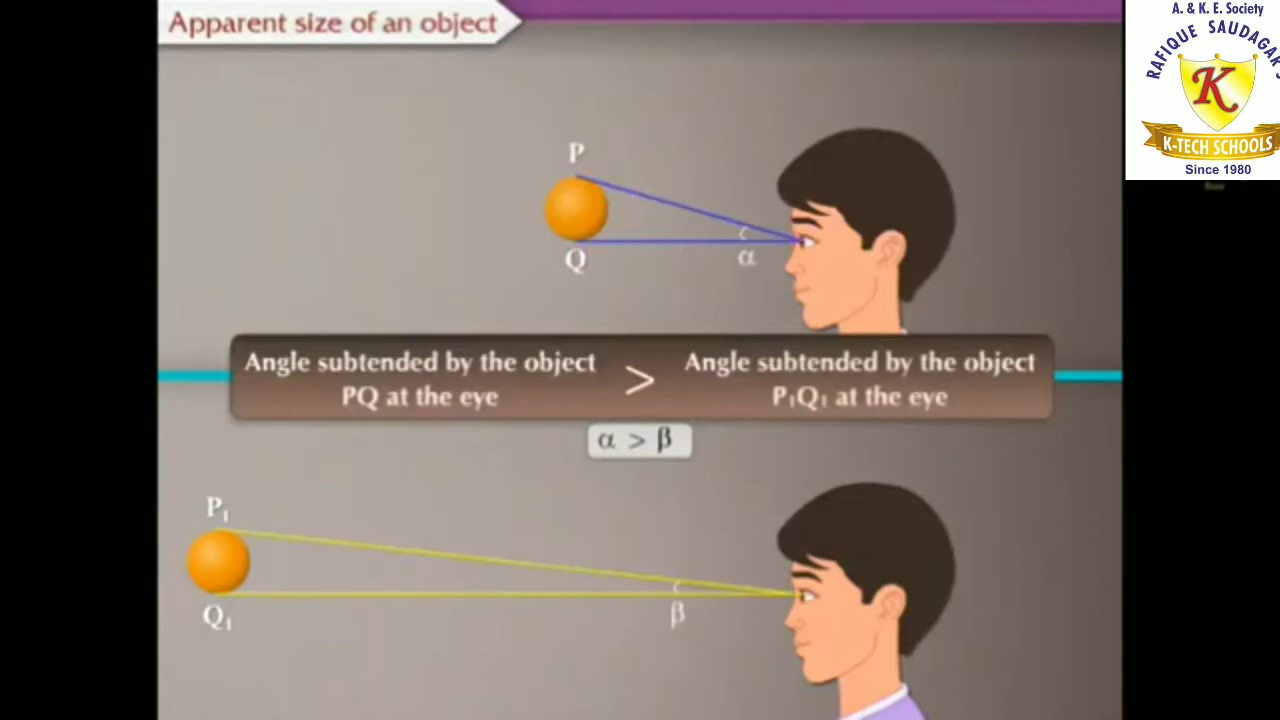 Apparent size of an object
A. & K. E. Society
RAFIQUE SAUDAGAR'S
K
K-TECH SCHOOLS
Since 1980
P
Q
α
Angle subtended by the object
PQ at the eye
>
Angle subtended by the object
P₁Q₁ at the eye
α > β
P₁
Q₁
β